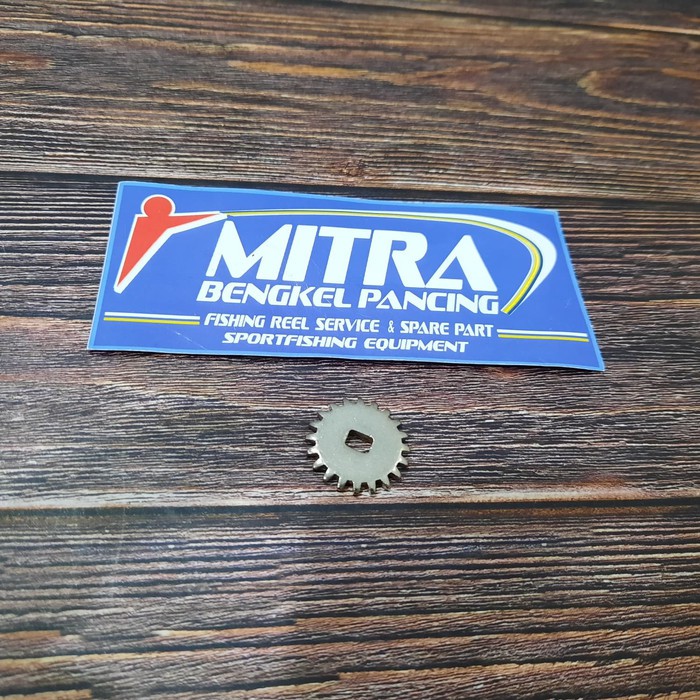 MITRA
BENGKEL PANCING
FISHING REEL SERVICE & SPARE PART
SPORTFISHING EQUIPMENT